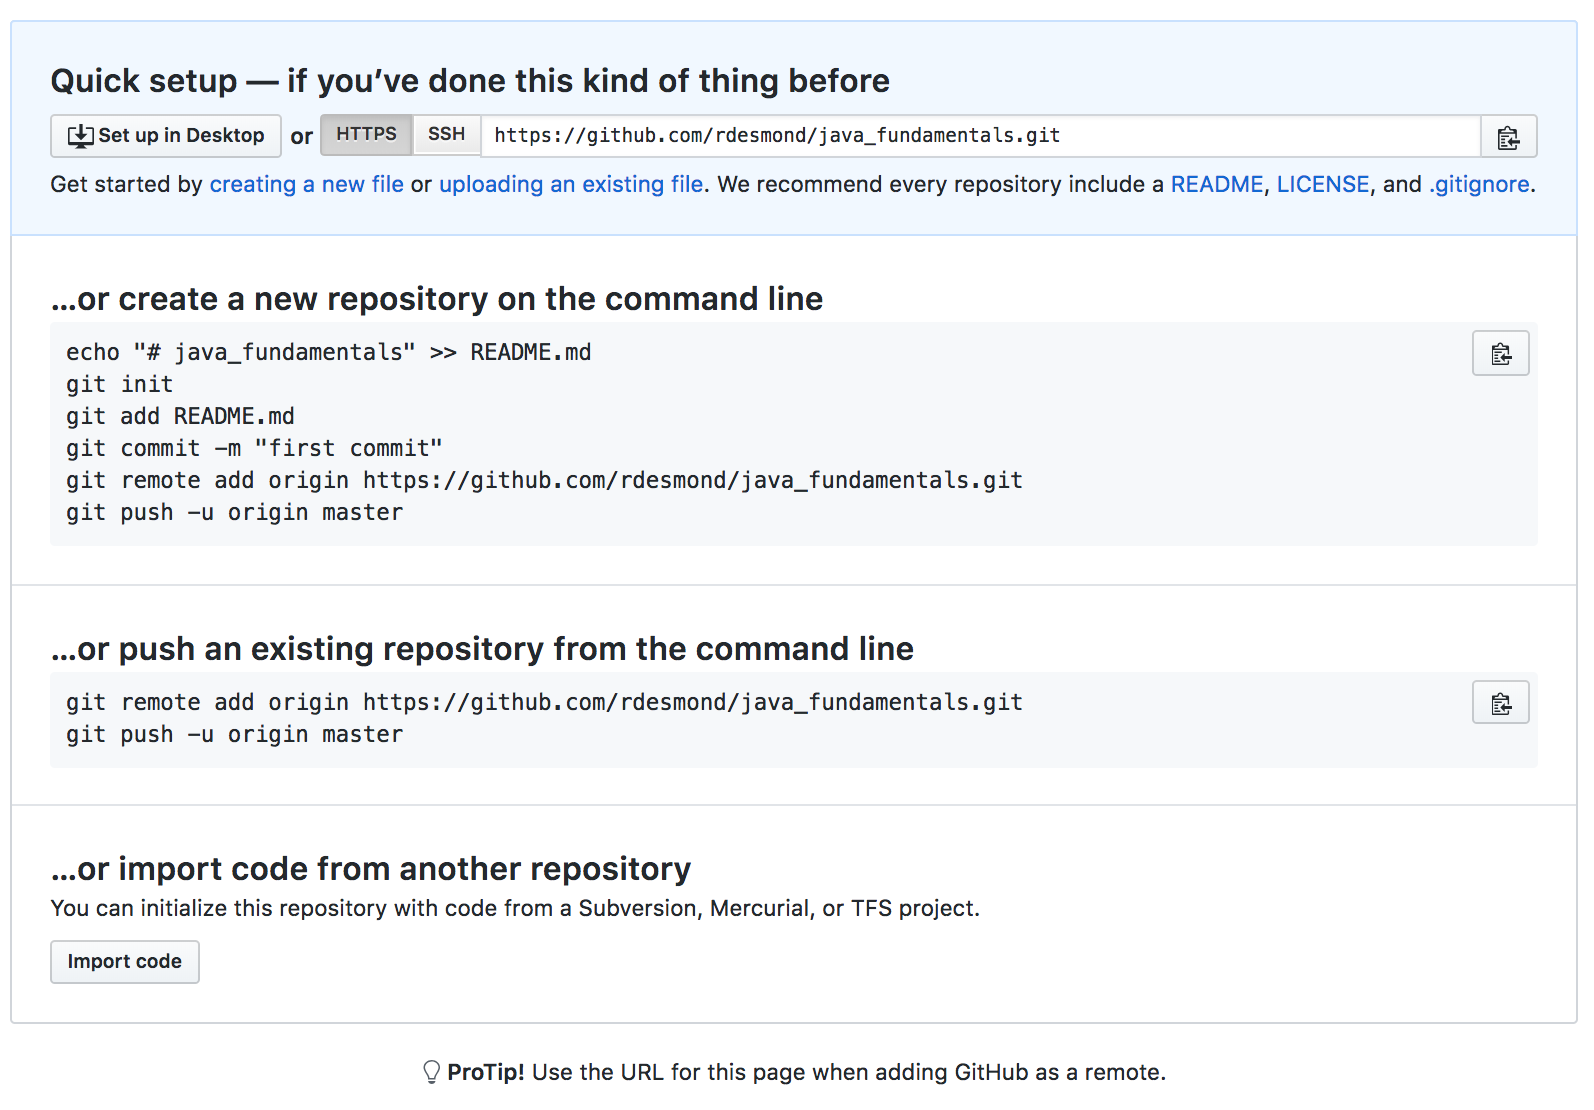 Quick setup — if you’ve done this kind of thing before
Set up in Desktop or HTTPS SSH https://github.com/rdesmond/java_fundamentals.git
Get started by creating a new file or uploading an existing file. We recommend every repository include a README, LICENSE, and .gitignore.
…or create a new repository on the command line
echo "# java_fundamentals" >> README.md
git init
git add README.md
git commit -m "first commit"
git remote add origin https://github.com/rdesmond/java_fundamentals.git
git push -u origin master
…or push an existing repository from the command line
git remote add origin https://github.com/rdesmond/java_fundamentals.git
git push -u origin master
…or import code from another repository
You can initialize this repository with code from a Subversion, Mercurial, or TFS project.
Import code
ProTip! Use the URL for this page when adding GitHub as a remote.